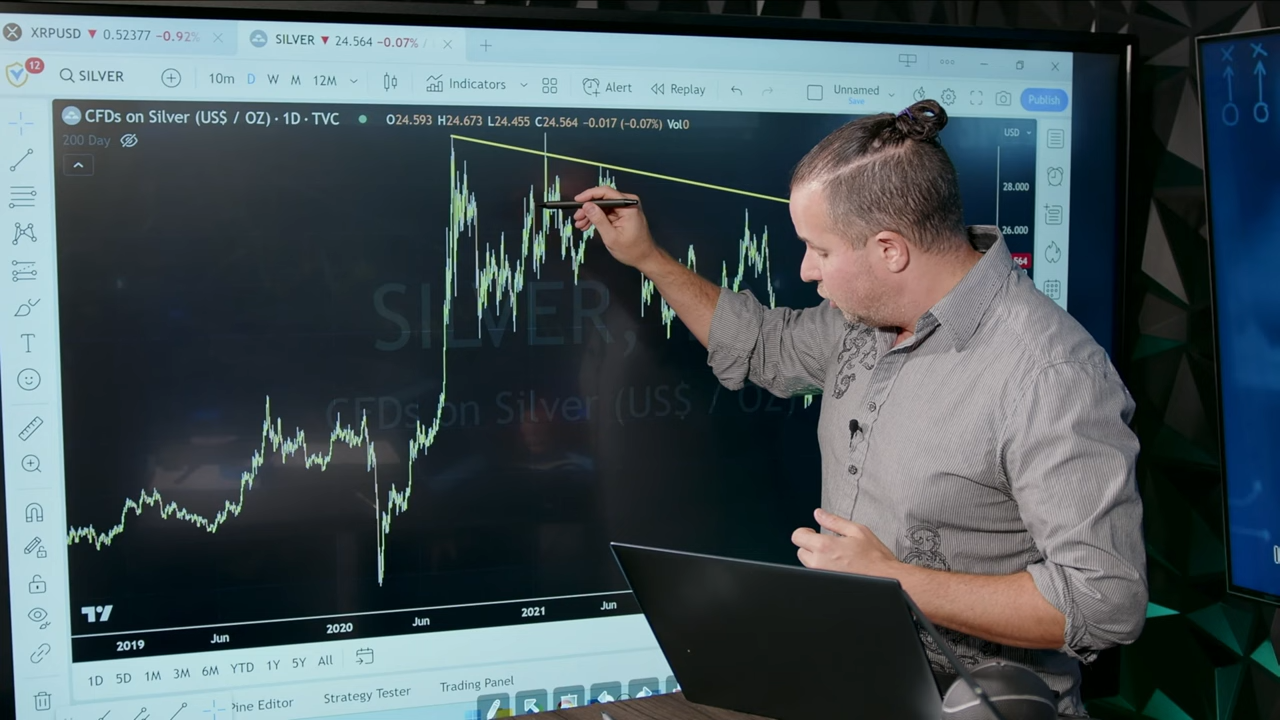 XRPUSD ▼ 0.52377 -0.92%
SILVER ▼ 24.564 -0.07% /
12
SILVER
10m D W M 12M
Indicators
Alert
Replay
Unnamed
Save
Publish
CFDs on Silver (US$ / OZ) · 1D · TVC
O24.593 H24.673 L24.455 C24.564 -0.017 (-0.07%) Vol0
USD
200 Day
28.000
26.000
564
SILVER,
CFDs on Silver (US$ / OZ)
2019 Jun 2020 Jun 2021 Jun
1D 5D 1M 3M 6M YTD 1Y 5Y All
Pine Editor Strategy Tester Trading Panel